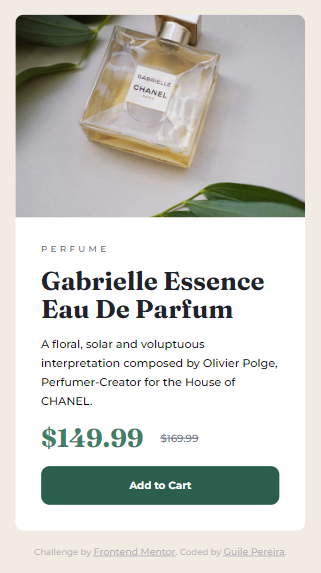 GABRIELLE
CHANEL
PARIS
PERFUME
Gabrielle Essence
Eau De Parfum
A floral, solar and voluptuous
interpretation composed by Olivier Polge,
Perfumer-Creator for the House of
CHANEL.
$149.99 $169.99
Add to Cart
Challenge by Frontend Mentor. Coded by Guile Pereira.